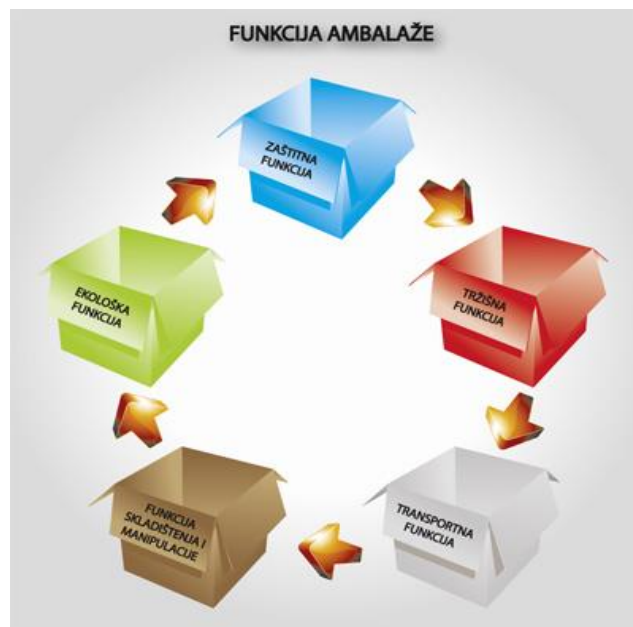 FUNKCIJA AMBALAŽE
ZAŠTITNA
FUNKCIJA
TRŽIŠNA
FUNKCIJA
TRANSPORTNA
FUNKCIJA
FUNKCIJA
SKLADIŠTENJA I
MANIPULACIJE
EKOLOŠKA
FUNKCIJA